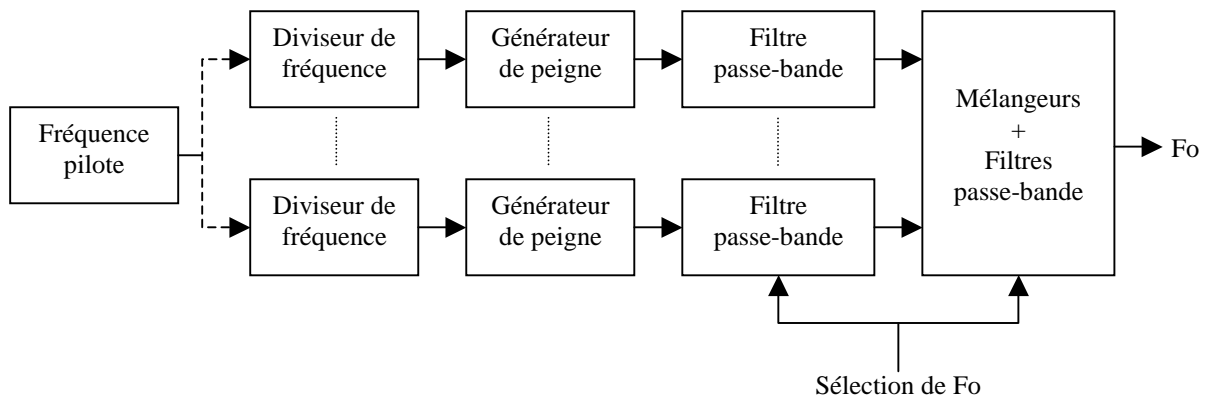 Diviseur de
fréquence
Générateur
de peigne
Filtre
passe-bande
Fréquence
pilote
Mélangeurs
+
Filtres
passe-bande
Fo
Diviseur de
fréquence
Générateur
de peigne
Filtre
passe-bande
Sélection de Fo